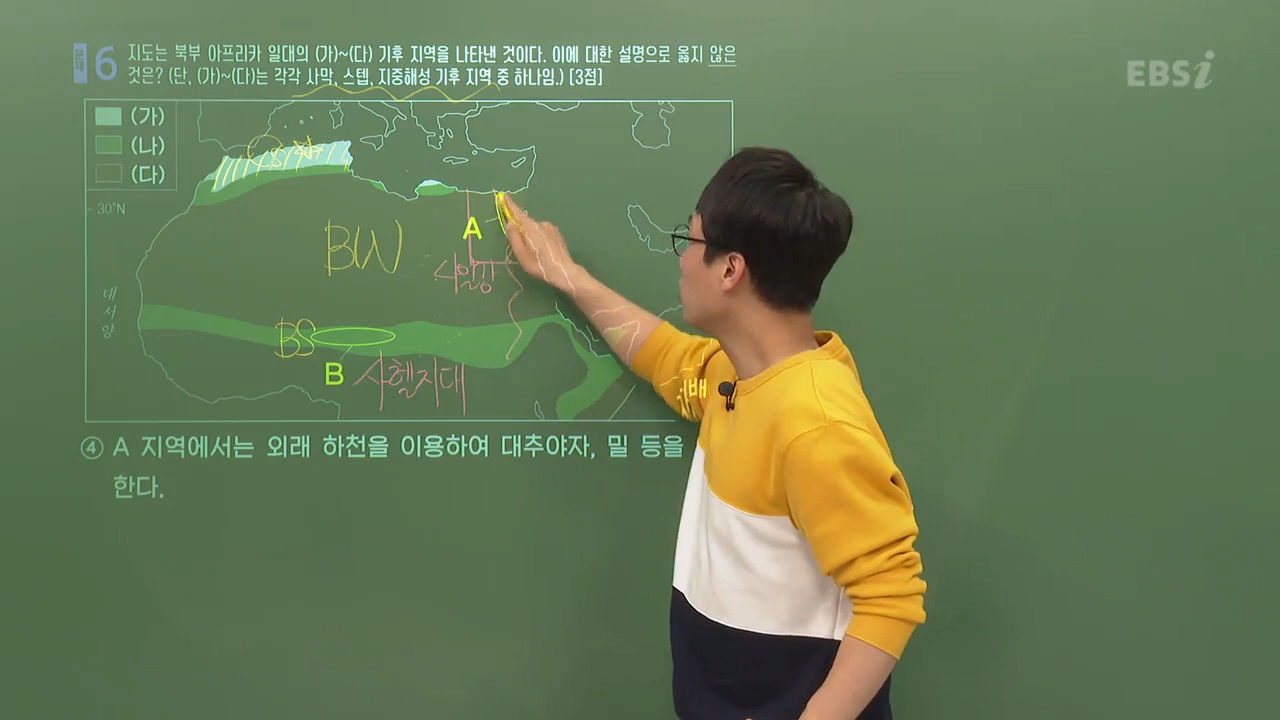 문제 6 지도는 북부 아프리카 일대의 (가)~(다) 기후 지역을 나타낸 것이다. 이에 대한 설명으로 옳지 않은
것은? (단, (가)~(다)는 각각 사막, 스텝, 지중해성 기후 지역 중 하나임.) [3점]
EBSi
(가)
(나)
(다)
Cs
30°N
A
BW
대서양
BS
B
사헬지대
④ A 지역에서는 외래 하천을 이용하여 대추야자, 밀 등을
한다.